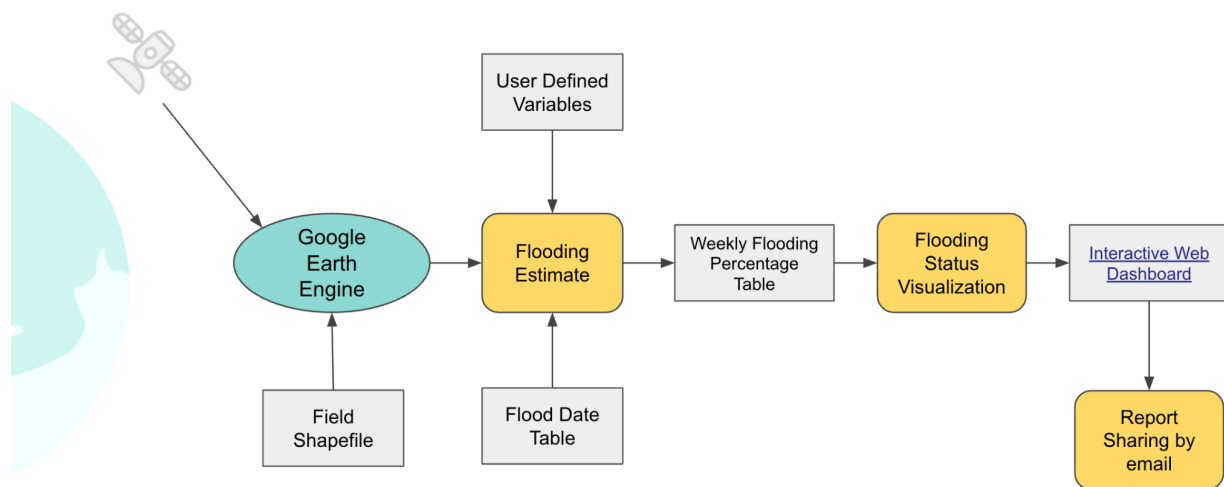 User Defined
Variables
Google
Earth
Engine
Flooding
Estimate
Weekly Flooding
Percentage
Table
Flooding
Status
Visualization
Interactive Web
Dashboard
Field
Shapefile
Flood Date
Table
Report
Sharing by
email